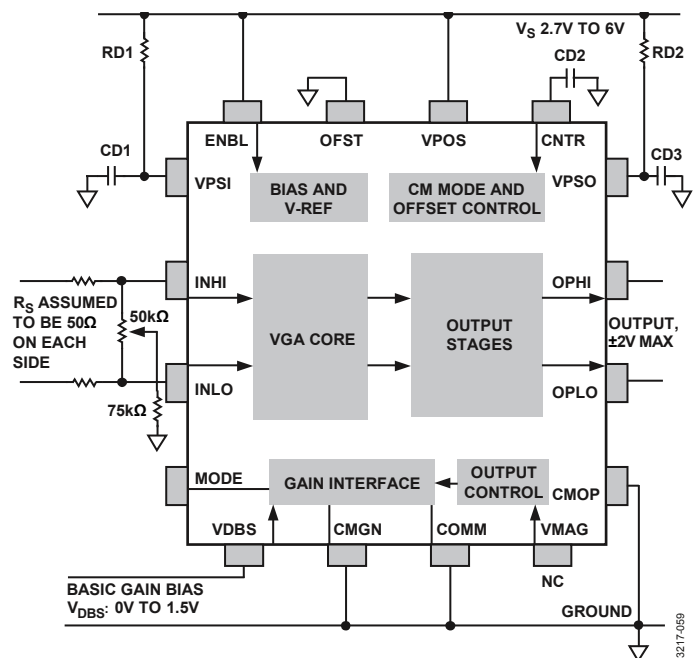 V_S 2.7V TO 6V
RD1
RD2
CD2
ENBL
OFST
VPOS
CNTR
CD1
CD3
VPSI
BIAS AND
V-REF
CM MODE AND
OFFSET CONTROL
VPSO
INHI
OPHI
R_S ASSUMED
TO BE 50Ω
ON EACH
SIDE
50kΩ
VGA CORE
OUTPUT
STAGES
OUTPUT,
±2V MAX
INLO
OPLO
75kΩ
MODE
GAIN INTERFACE
OUTPUT
CONTROL
CMOP
VDBS
CMGN
COMM
VMAG
NC
BASIC GAIN BIAS
V_DBS: 0V TO 1.5V
GROUND
3217-059